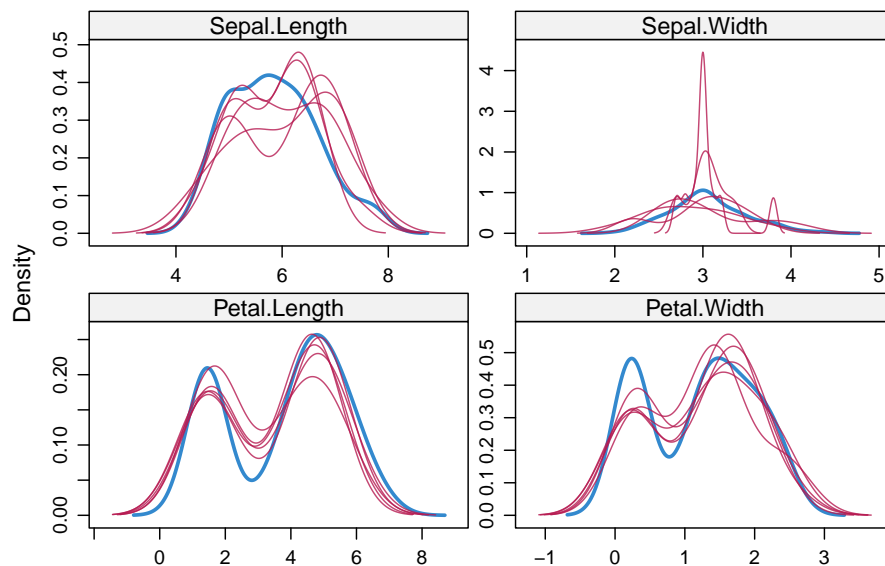 Sepal.Length
Sepal.Width
0.0 0.1 0.2 0.3 0.4 0.5
4 6 8
0 1 2 3 4
1 2 3 4 5
Density
Petal.Length
Petal.Width
0.00 0.10 0.20
0 2 4 6 8
0.0 0.1 0.2 0.3 0.4 0.5
−1 0 1 2 3